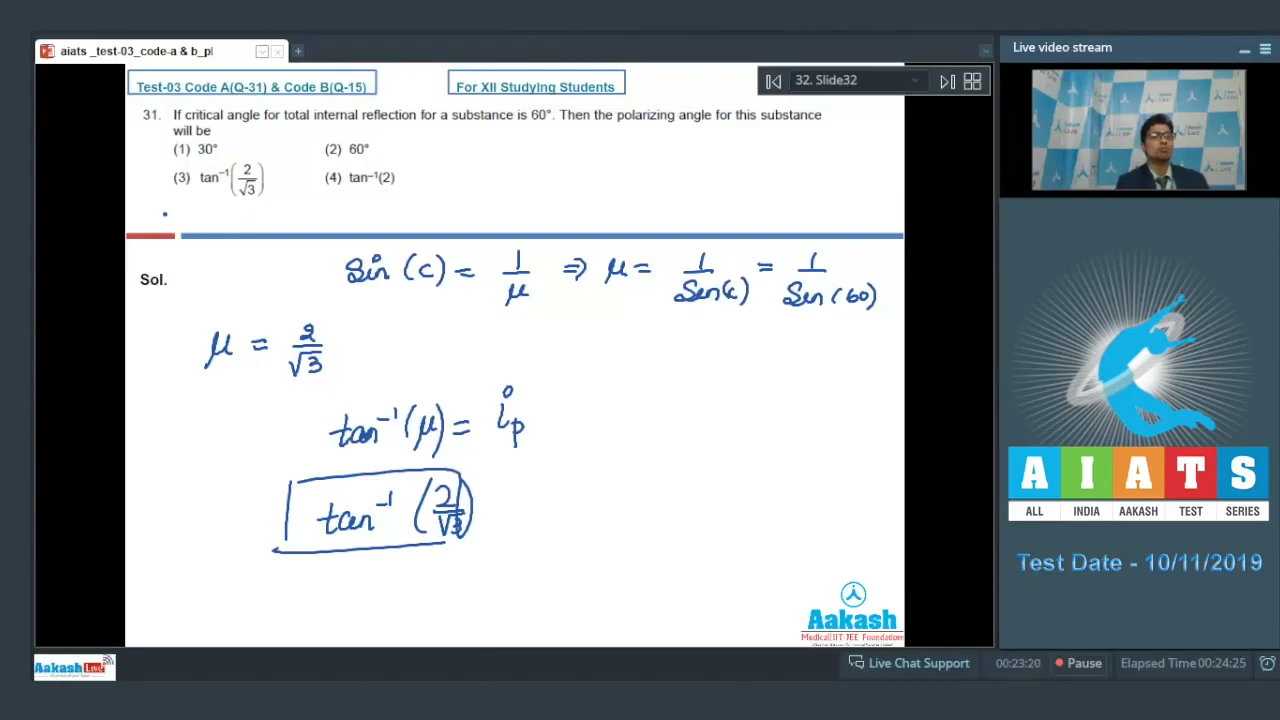 aiats _test-03_code-a & b_pl
Live video stream
Test-03 Code A(Q-31) & Code B(Q-15)
For XII Studying Students
32. Slide32
31. If critical angle for total internal reflection for a substance is 60°. Then the polarizing angle for this substance
will be
(1) 30° (2) 60°
(3) tan⁻¹(2/√3) (4) tan⁻¹(2)
Sol.
Sin (c) = 1/μ ⇒ μ = 1/Sin(c) = 1/Sin(60)
μ = 2/√3
tan⁻¹(μ) = ip
tan⁻¹(2/√3)
A I A T S
ALL INDIA AAKASH TEST SERIES
Test Date - 10/11/2019
Aakash
Medical|IIT-JEE|Foundations
Aakash Live
Live Chat Support
00:23:20
Pause
Elapsed Time 00:24:25